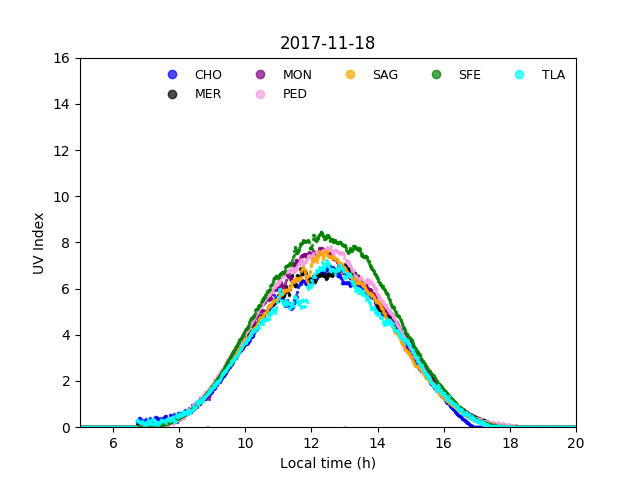 2017-11-18
16
14
12
10
8
6
4
2
0
UV Index
CHO MON SAG SFE TLA
MER PED
6 8 10 12 14 16 18 20
Local time (h)